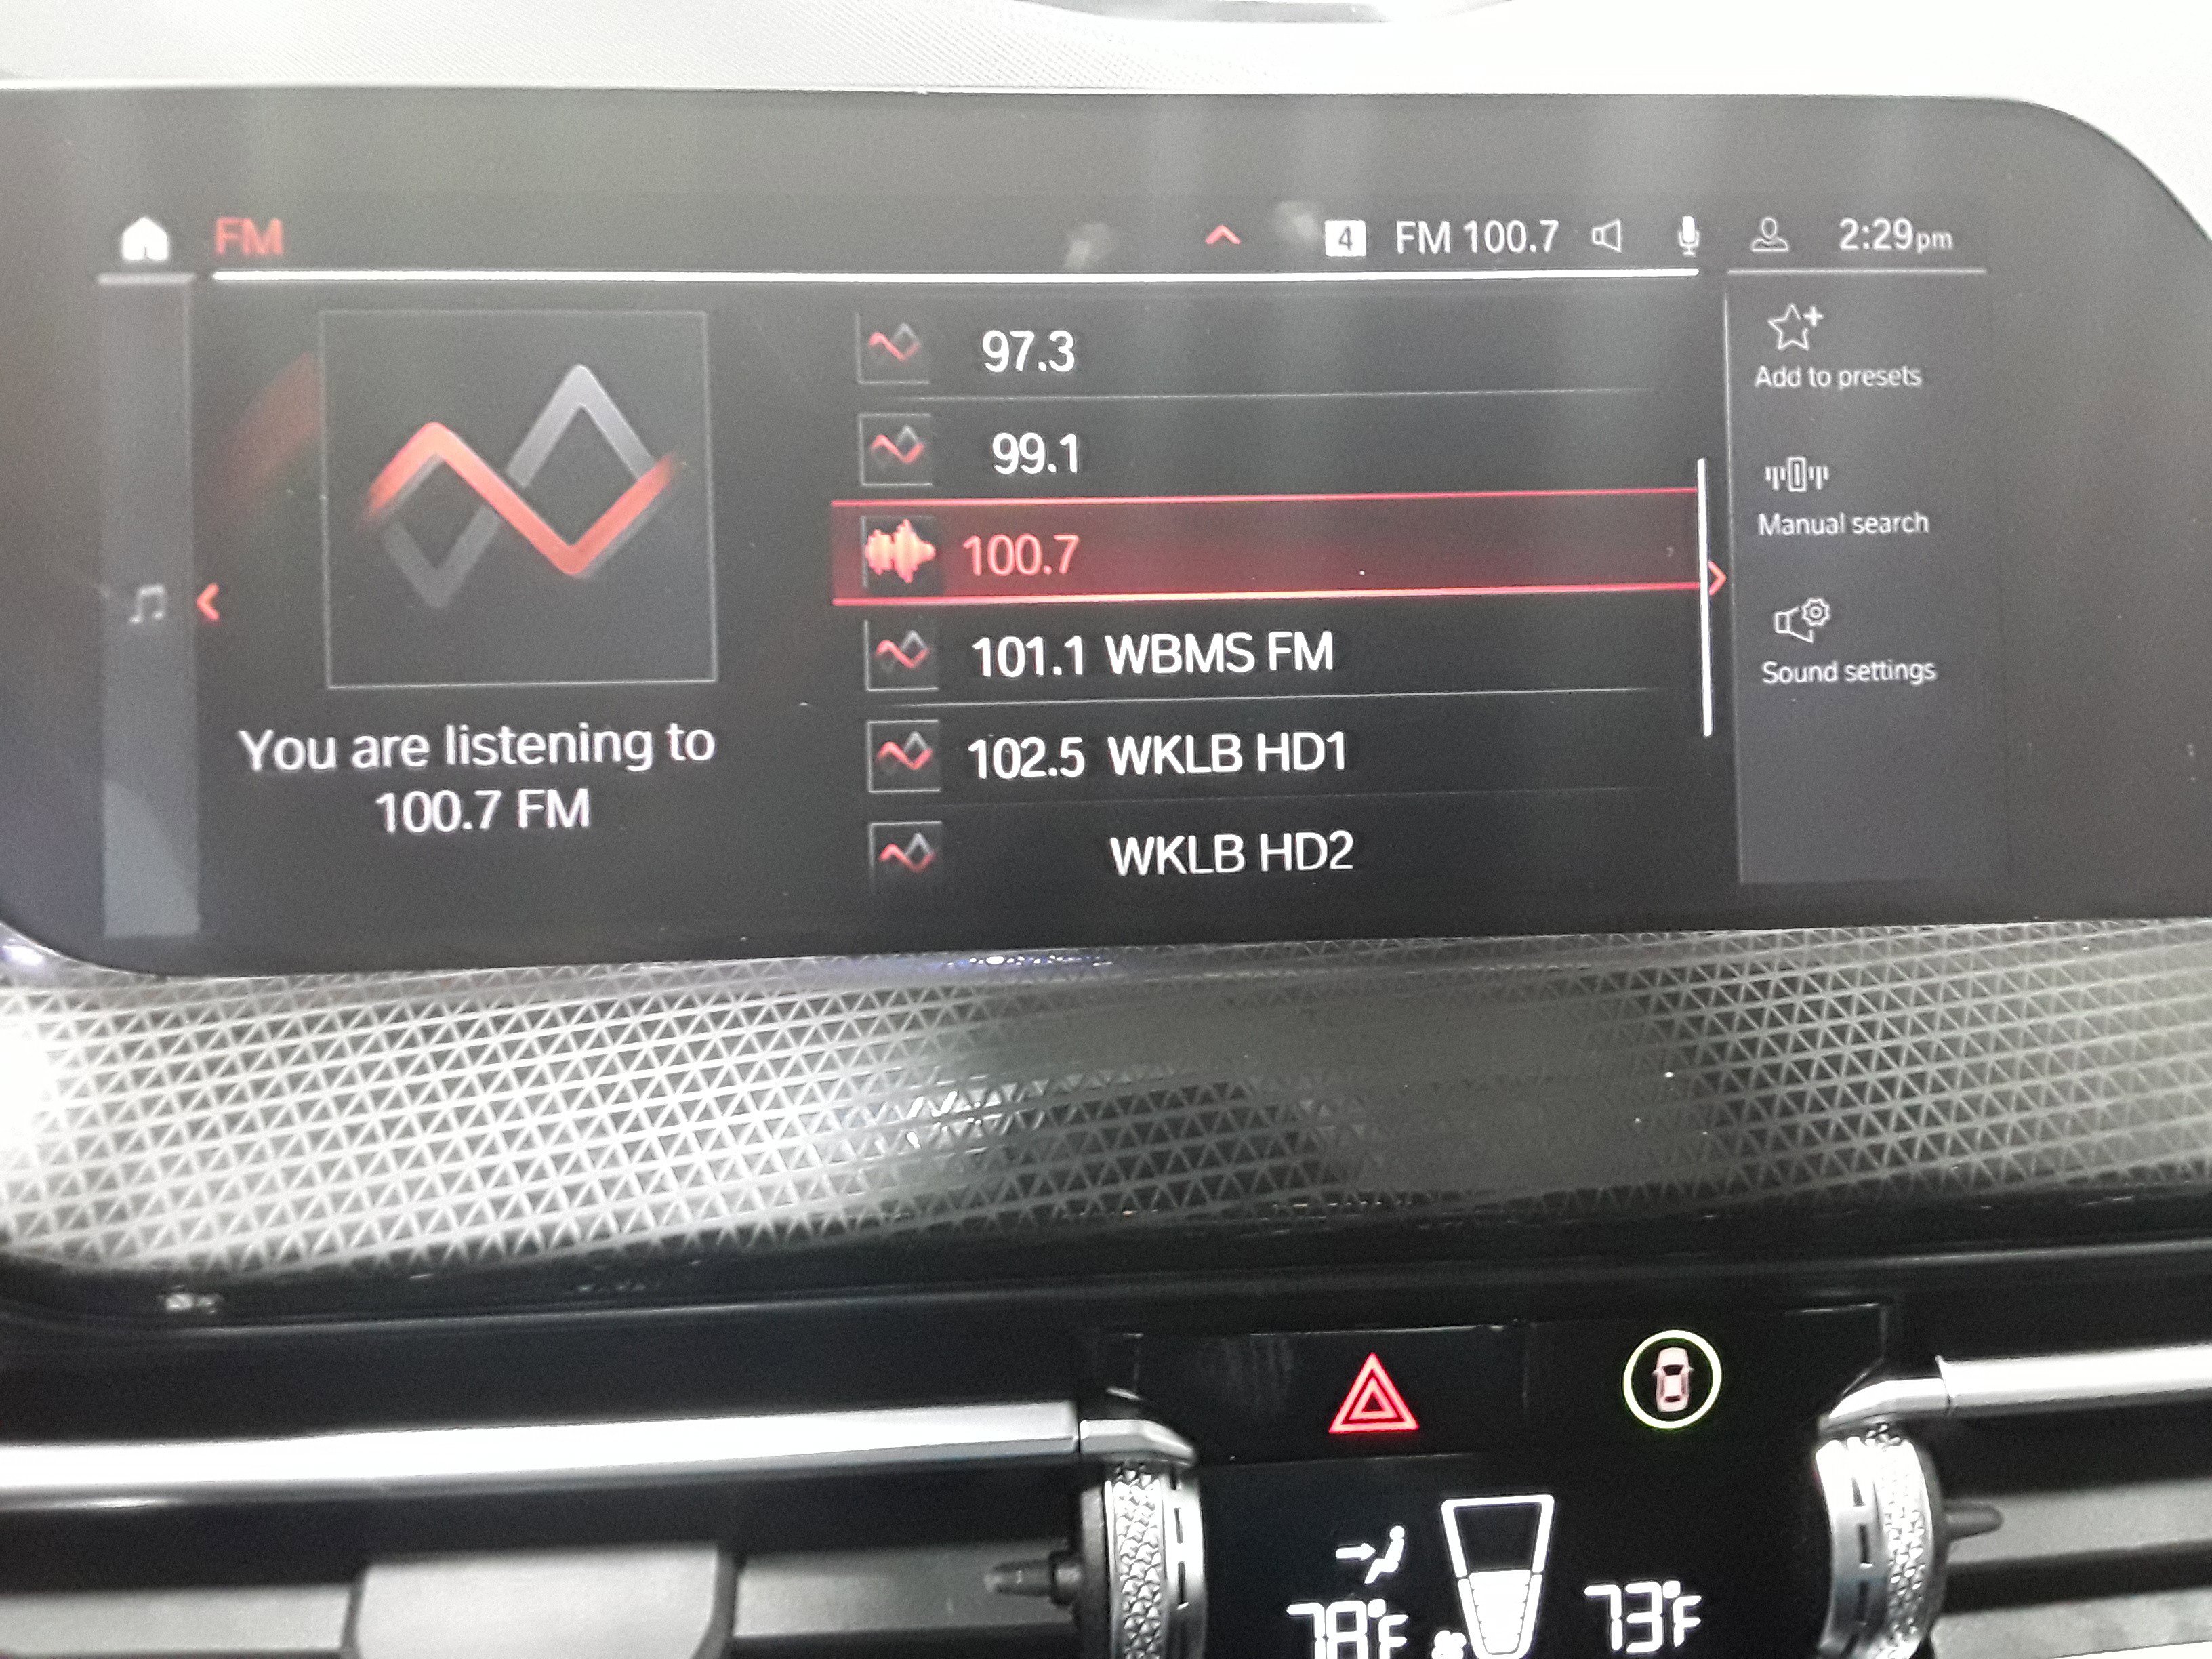 FM
4 FM 100.7
2:29pm
97.3
99.1
100.7
101.1 WBMS FM
102.5 WKLB HD1
WKLB HD2
You are listening to
100.7 FM
Add to presets
Manual search
Sound settings
78°F
73°F